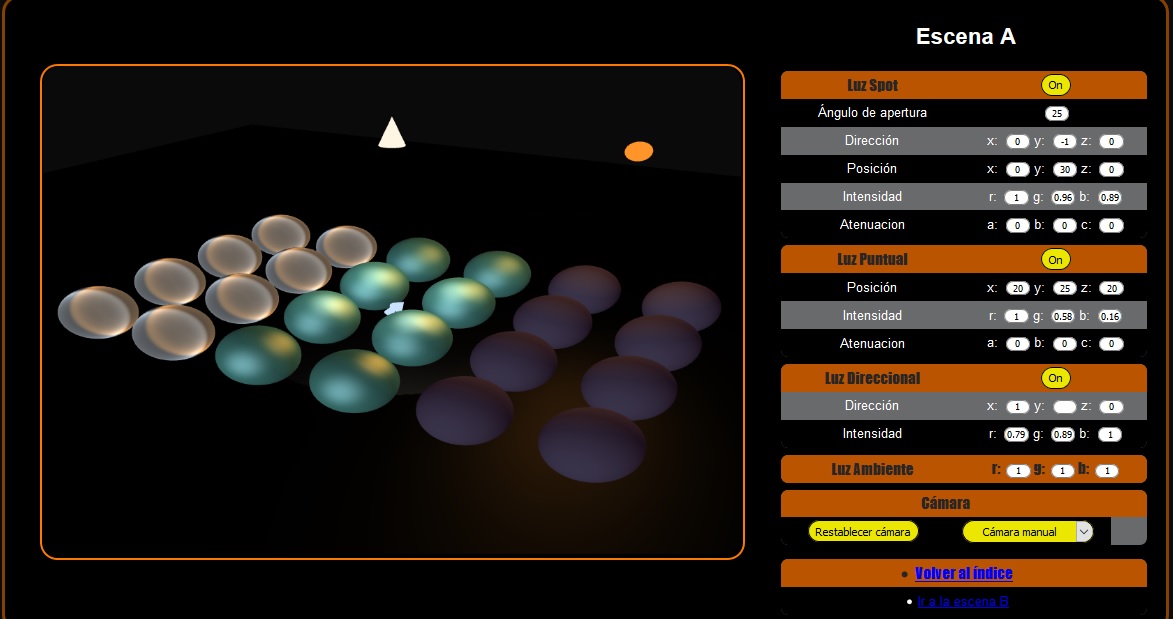 Escena A
Luz Spot On
Ángulo de apertura 25
Dirección x: 0 y: -1 z: 0
Posición x: 0 y: 30 z: 0
Intensidad r: 1 g: 0.96 b: 0.89
Atenuacion a: 0 b: 0 c: 0
Luz Puntual On
Posición x: 20 y: 25 z: 20
Intensidad r: 1 g: 0.58 b: 0.16
Atenuacion a: 0 b: 0 c: 0
Luz Direccional On
Dirección x: 1 y: z: 0
Intensidad r: 0.79 g: 0.89 b: 1
Luz Ambiente r: 1 g: 1 b: 1
Cámara
Restablecer cámara Cámara manual
• Volver al índice
• Ir a la escena B